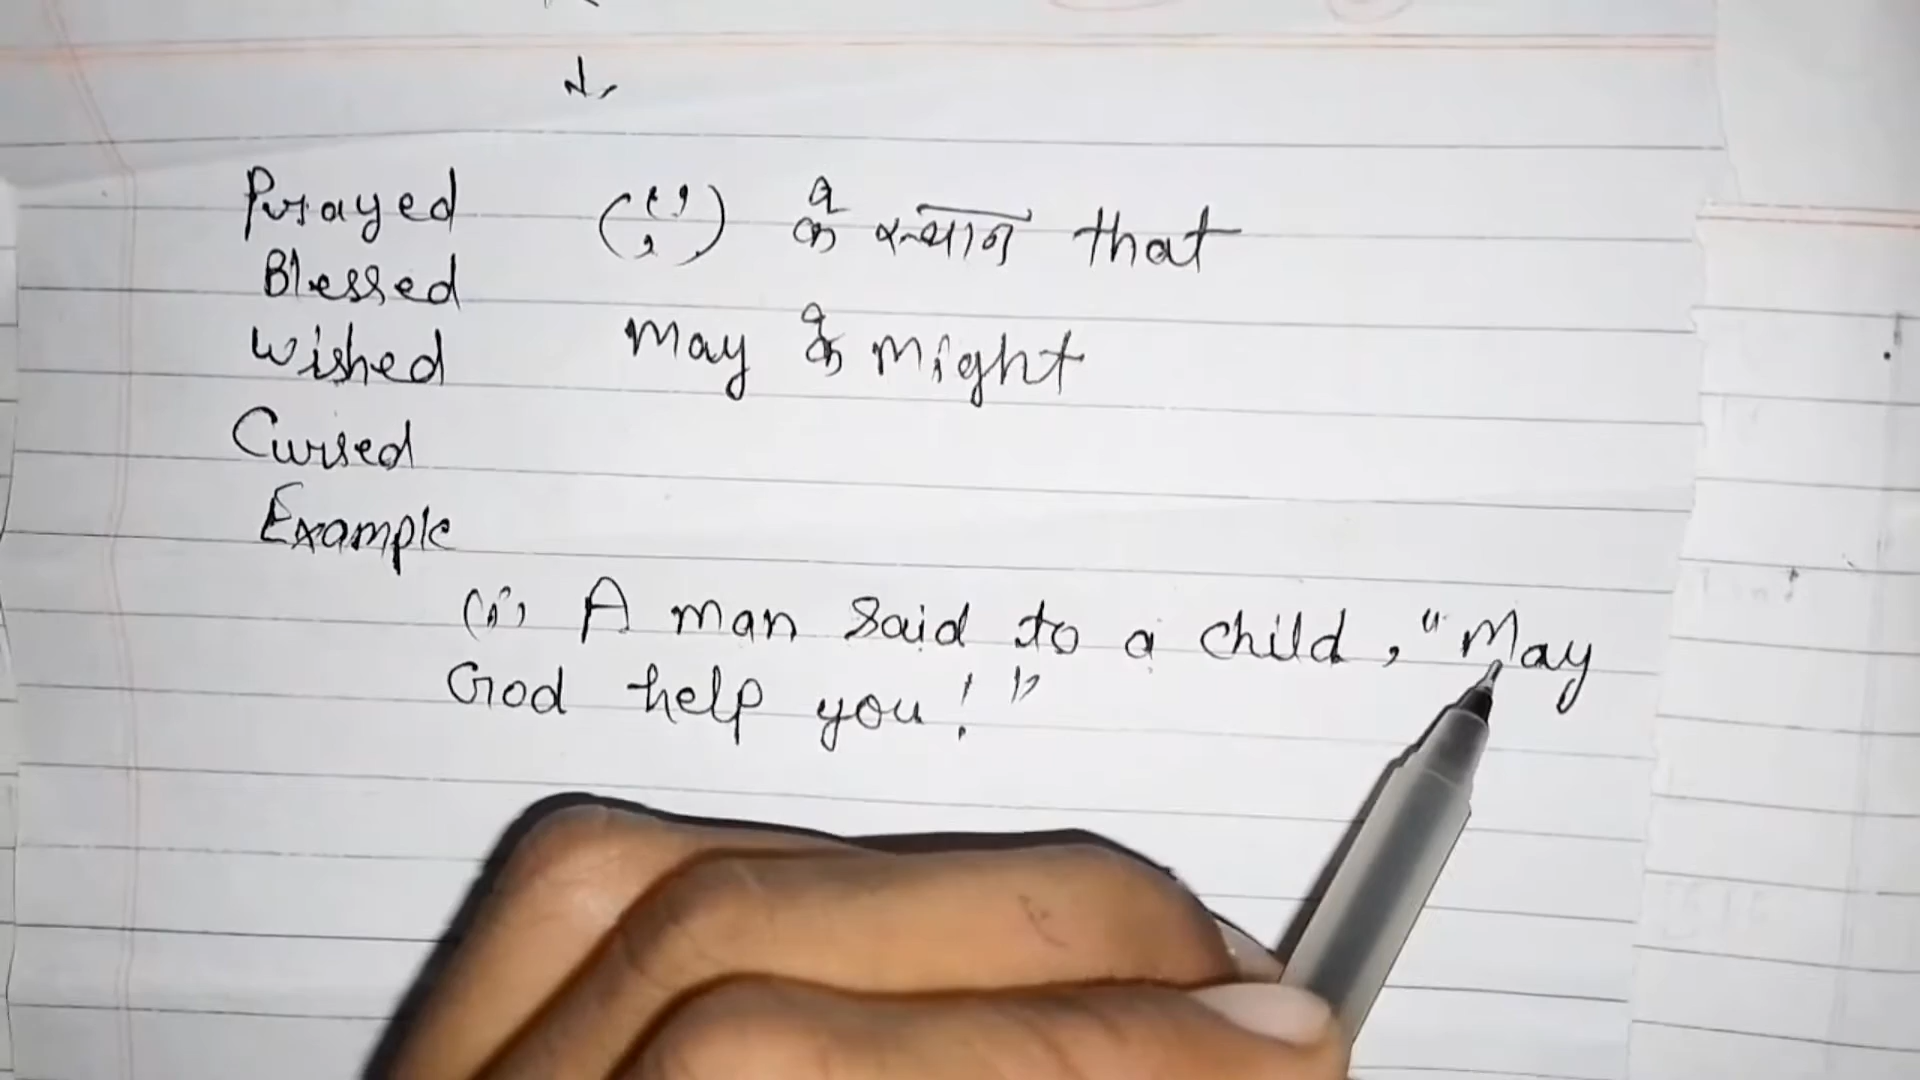 Prayed (“,”) के स्थान that
Blessed
Wished May के might
Cursed
Example
(i) A man said to a child, “May
God help you!”